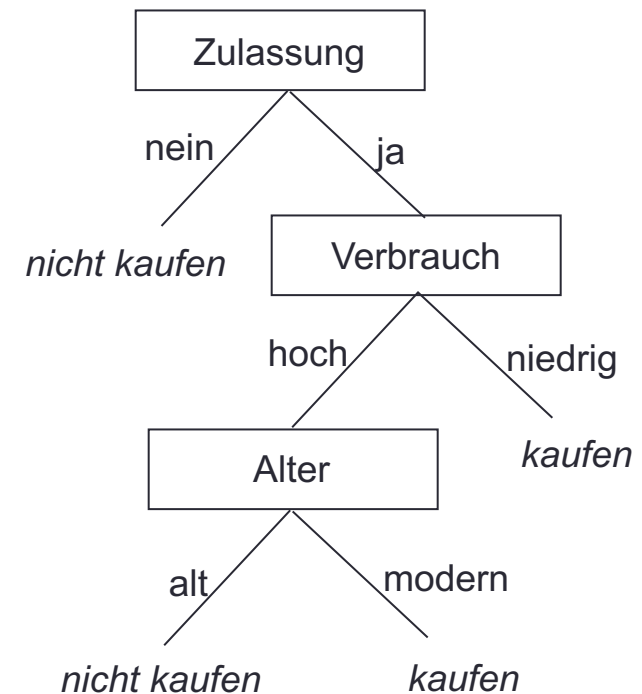 Zulassung
nein
ja
nicht kaufen
Verbrauch
hoch
niedrig
kaufen
Alter
alt
modern
nicht kaufen
kaufen